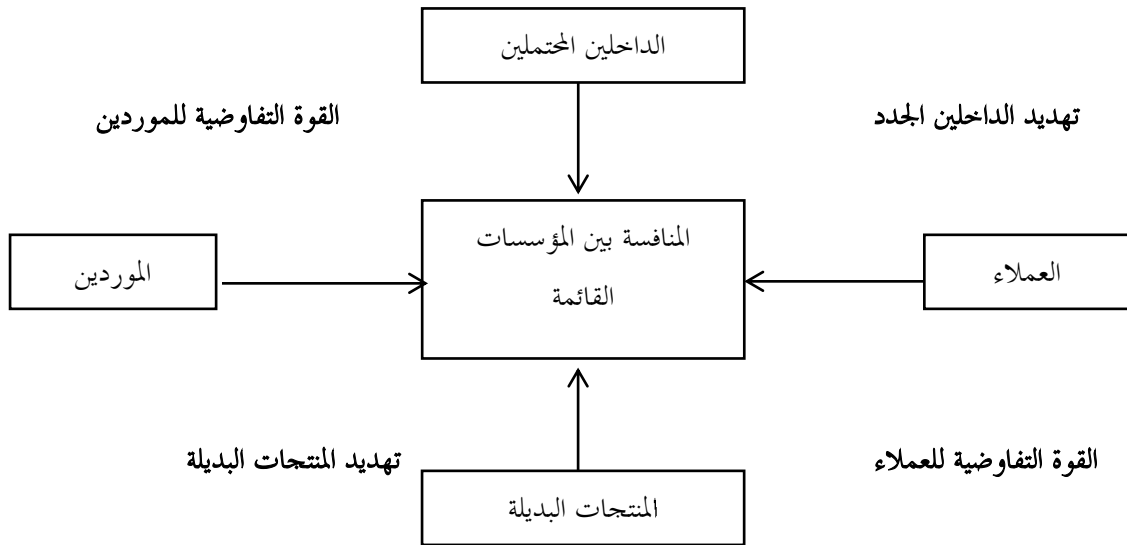 الداخلين المحتملين
تهديد الداخلين الجدد
القوة التفاوضية للموردين
المنافسة بين المؤسسات
القائمة
العملاء
الموردين
القوة التفاوضية للعملاء
تهديد المنتجات البديلة
المنتجات البديلة